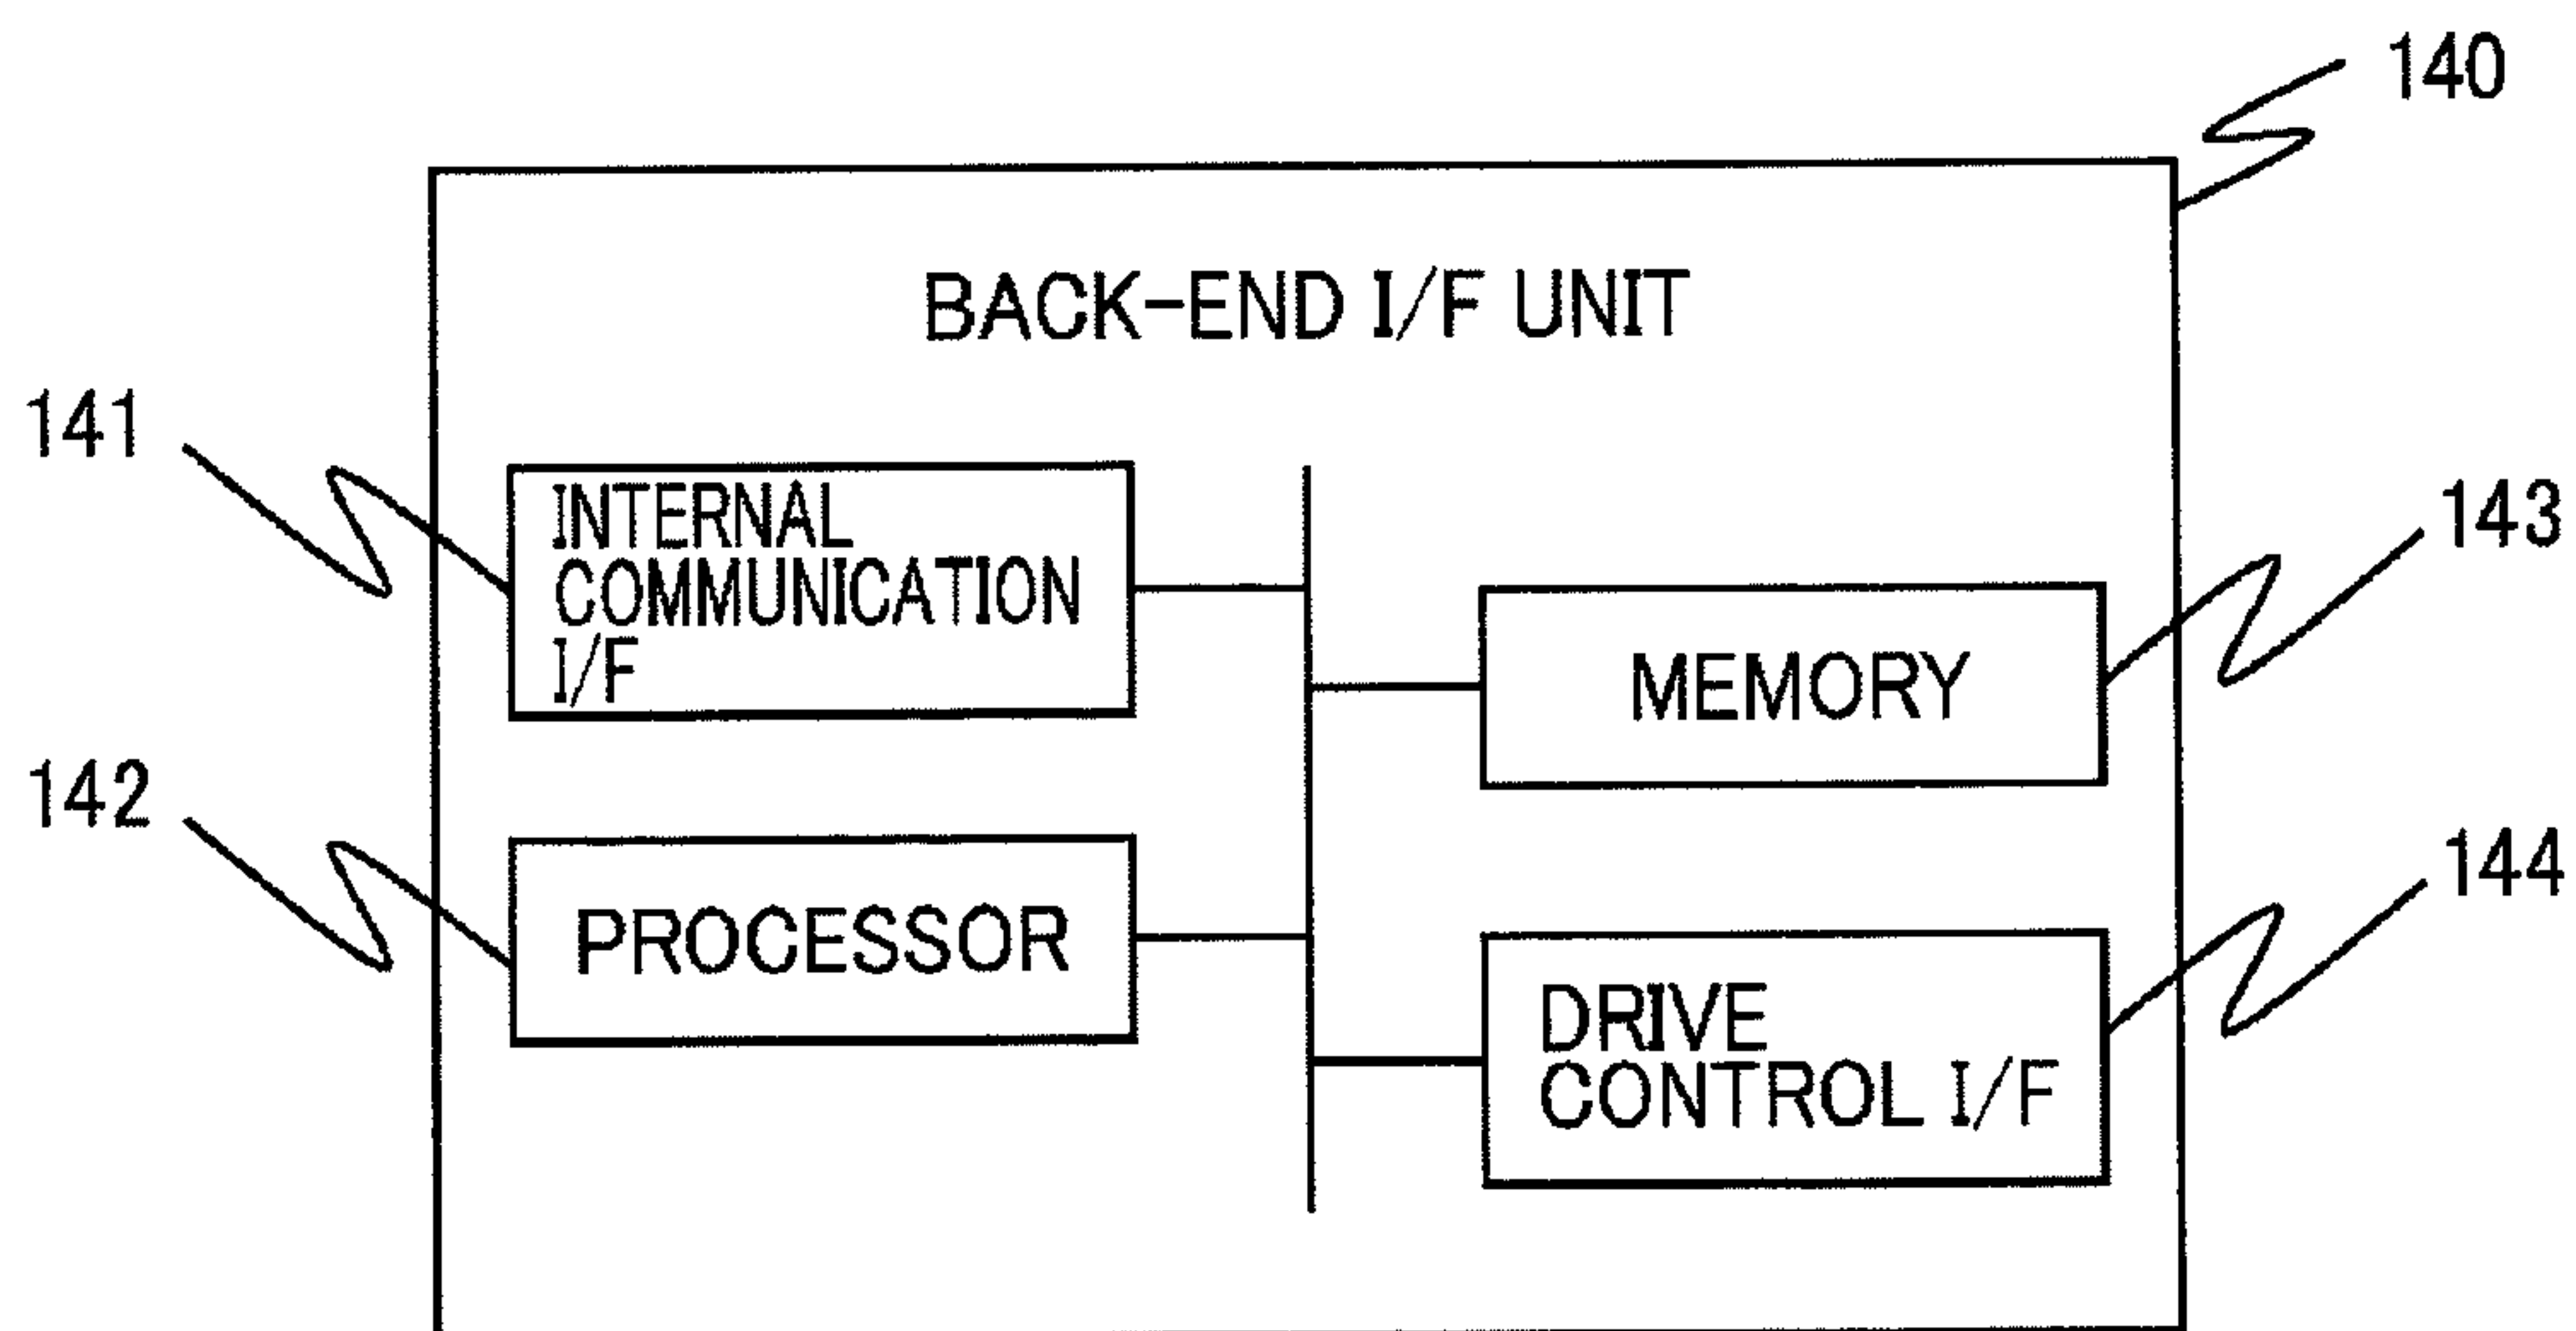 140
BACK-END I/F UNIT
141
INTERNAL
COMMUNICATION
I/F
143
MEMORY
142
PROCESSOR
144
DRIVE
CONTROL I/F